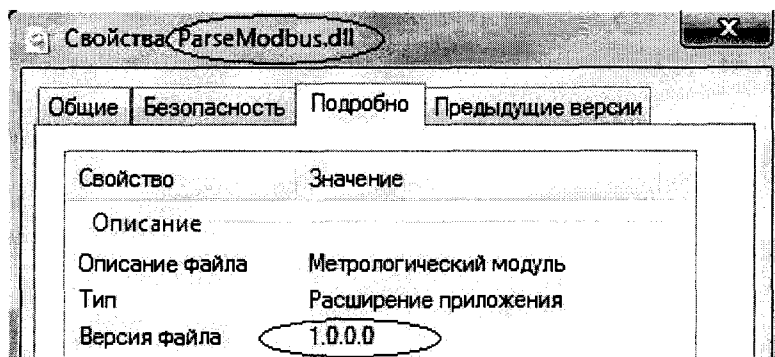 Свойства: ParseModbus.dll
Общие Безопасность Подробно Предыдущие версии
Свойство Значение
Описание
Описание файла Метрологический модуль
Тип Расширение приложения
Версия файла 1.0.0.0